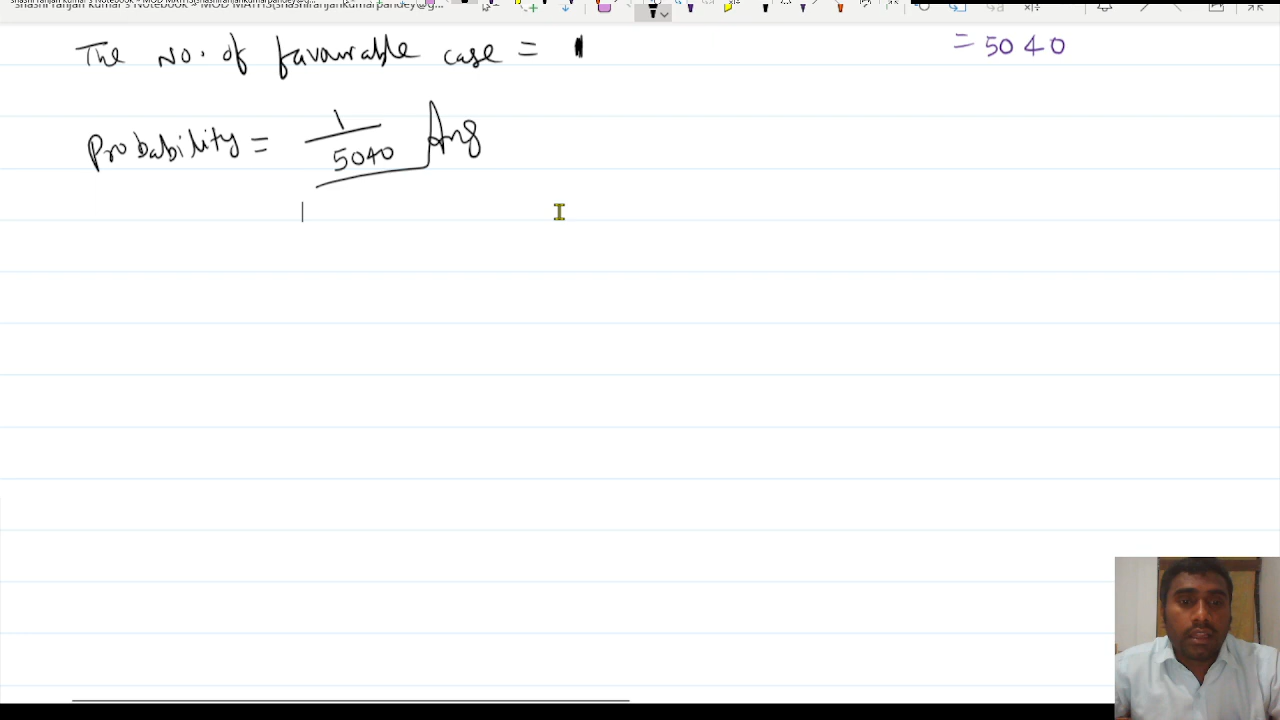 The No. of favourable case = 1
= 5040
Probability = 1/5040 Ans